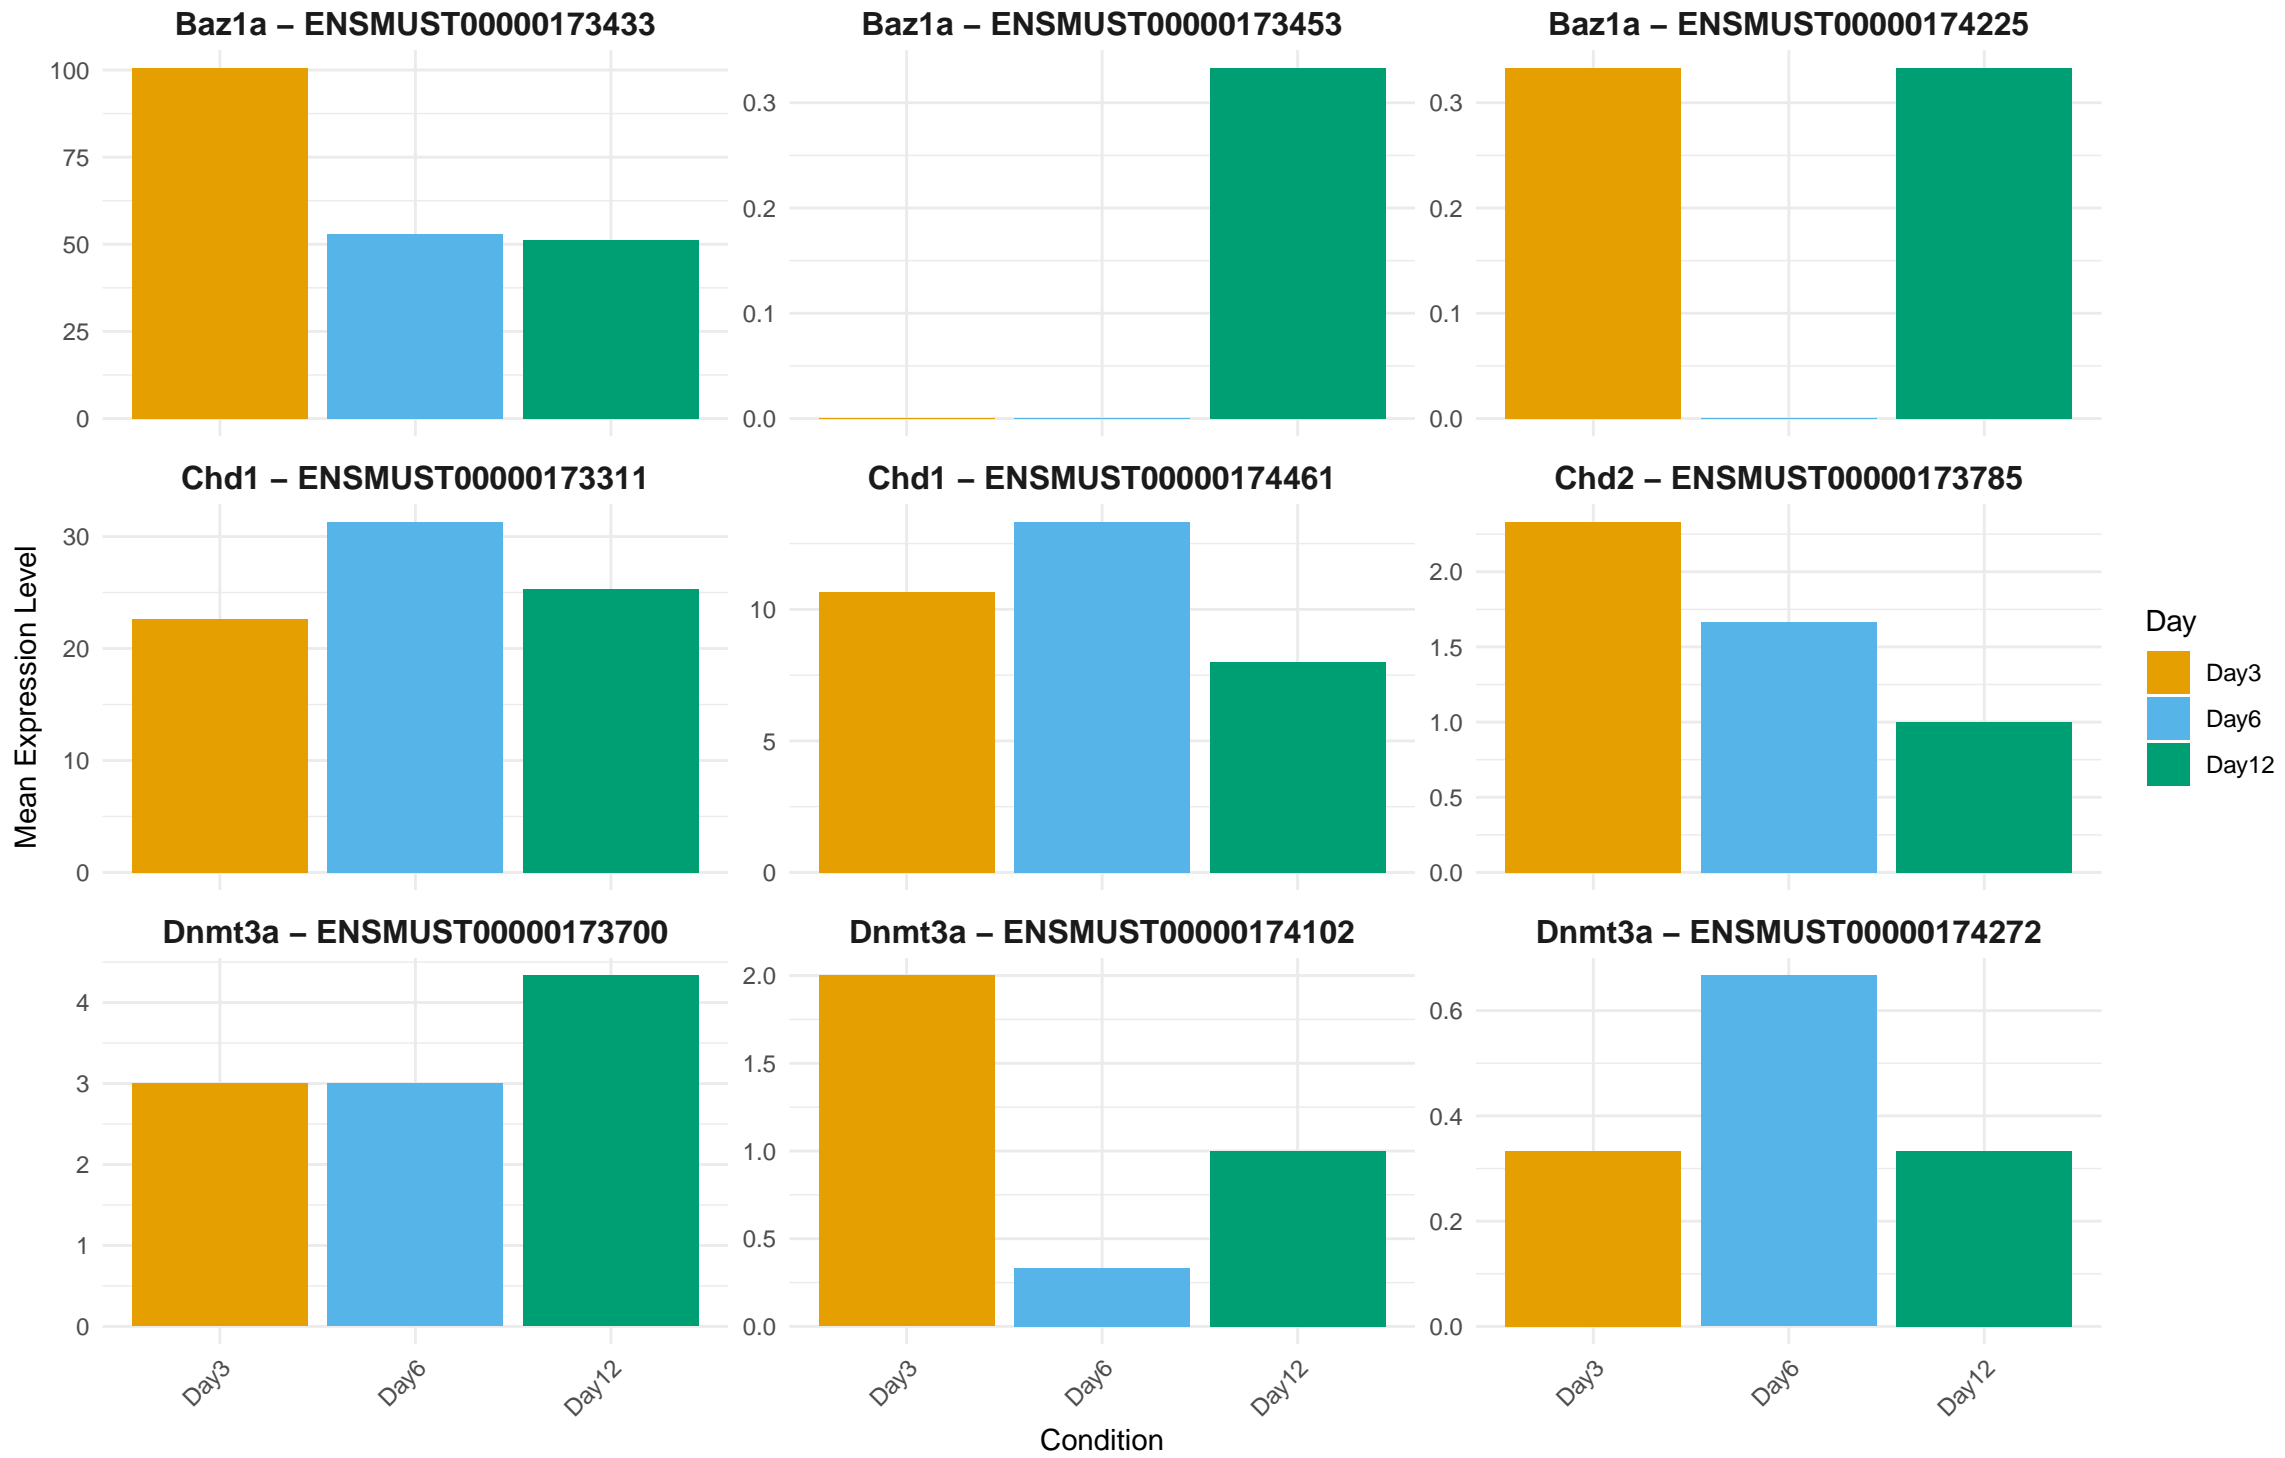 Baz1a – ENSMUST00000173433
Baz1a – ENSMUST00000173453
Baz1a – ENSMUST00000174225
100
75
50
25
0
0.3
0.2
0.1
0.0
0.3
0.2
0.1
0.0
Chd1 – ENSMUST00000173311
Chd1 – ENSMUST00000174461
Chd2 – ENSMUST00000173785
Mean Expression Level
30
20
10
0
10
5
0
2.0
1.5
1.0
0.5
0.0
Day
Day3
Day6
Day12
Dnmt3a – ENSMUST00000173700
Dnmt3a – ENSMUST00000174102
Dnmt3a – ENSMUST00000174272
4
3
2
1
0
2.0
1.5
1.0
0.5
0.0
0.6
0.4
0.2
0.0
Day3
Day6
Day12
Day3
Day6
Day12
Day3
Day6
Day12
Condition